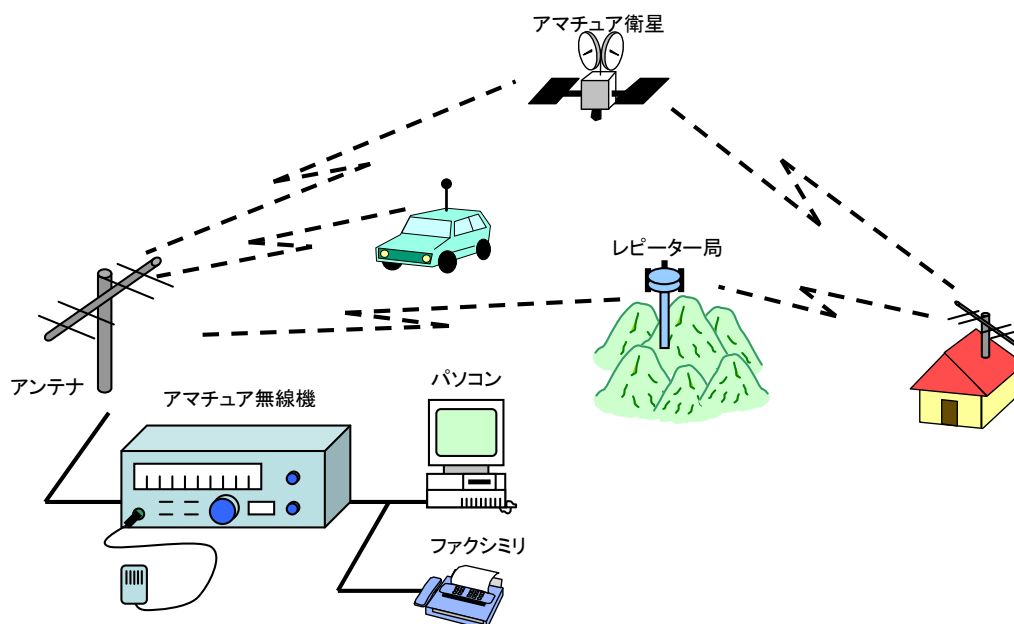 アマチュア衛星
レピーター局
アンテナ
アマチュア無線機
パソコン
ファクシミリ